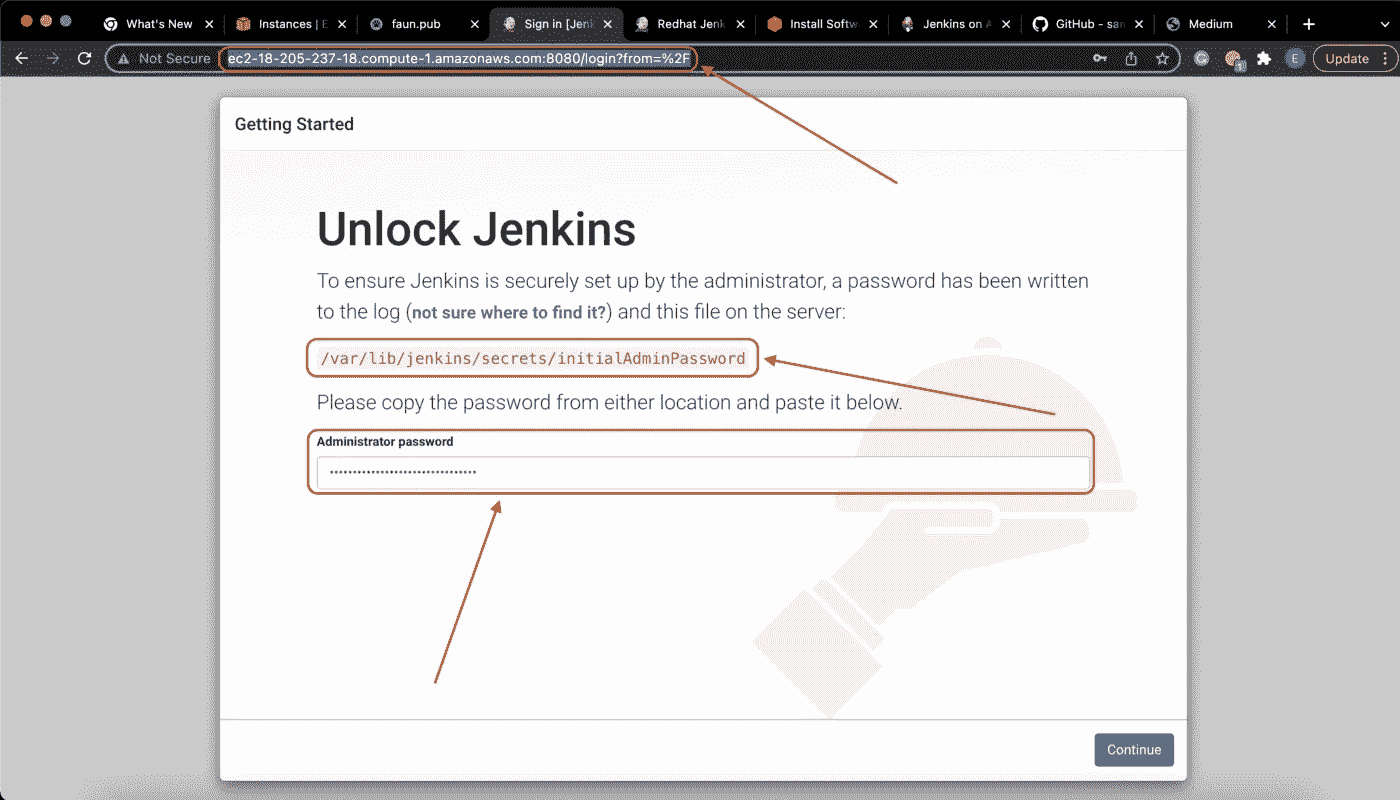 What's New
Instances | E
faun.pub
Sign in [Jenk
Redhat Jenk
Install Softw
Jenkins on A
GitHub - san
Medium
Not Secure
ec2-18-205-237-18.compute-1.amazonaws.com:8080/login?from=%2F
E
Update
Getting Started
Unlock Jenkins
To ensure Jenkins is securely set up by the administrator, a password has been written
to the log (not sure where to find it?) and this file on the server:
/var/lib/jenkins/secrets/initialAdminPassword
Please copy the password from either location and paste it below.
Administrator password
Continue